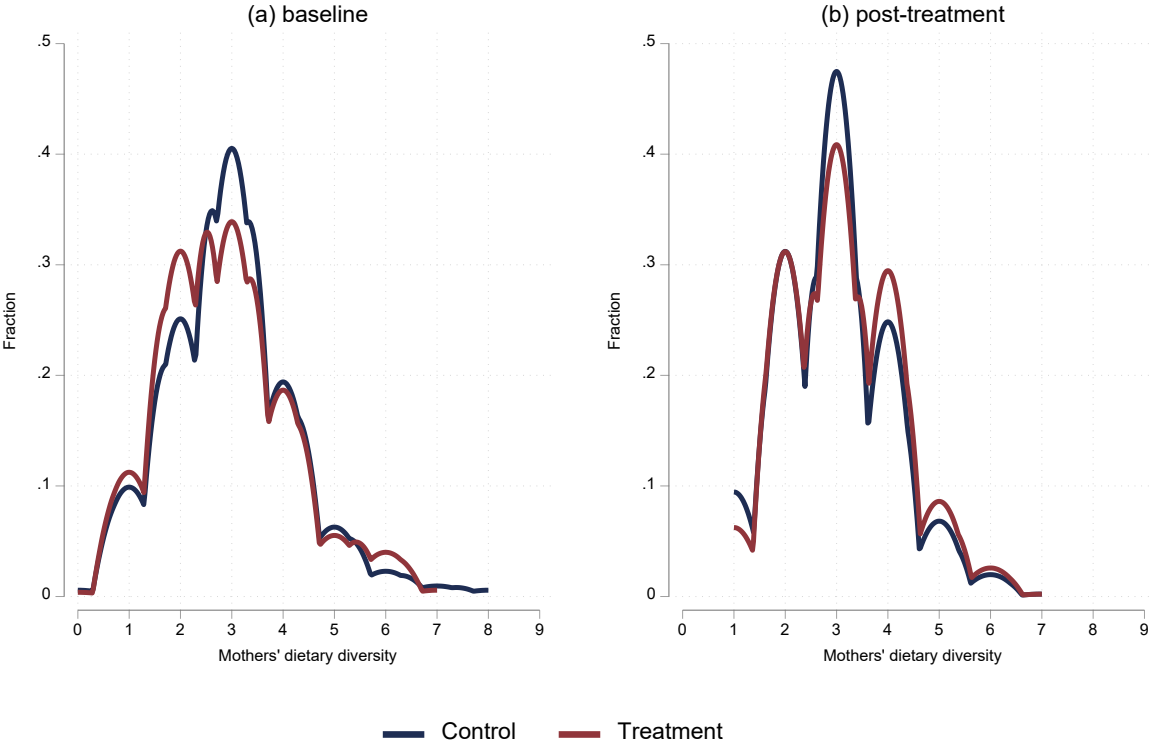 (a) baseline
.5
.4
.3
.2
.1
0
Fraction
0 1 2 3 4 5 6 7 8 9
Mothers' dietary diversity
(b) post-treatment
.5
.4
.3
.2
.1
0
Fraction
0 1 2 3 4 5 6 7 8 9
Mothers' dietary diversity
Control Treatment